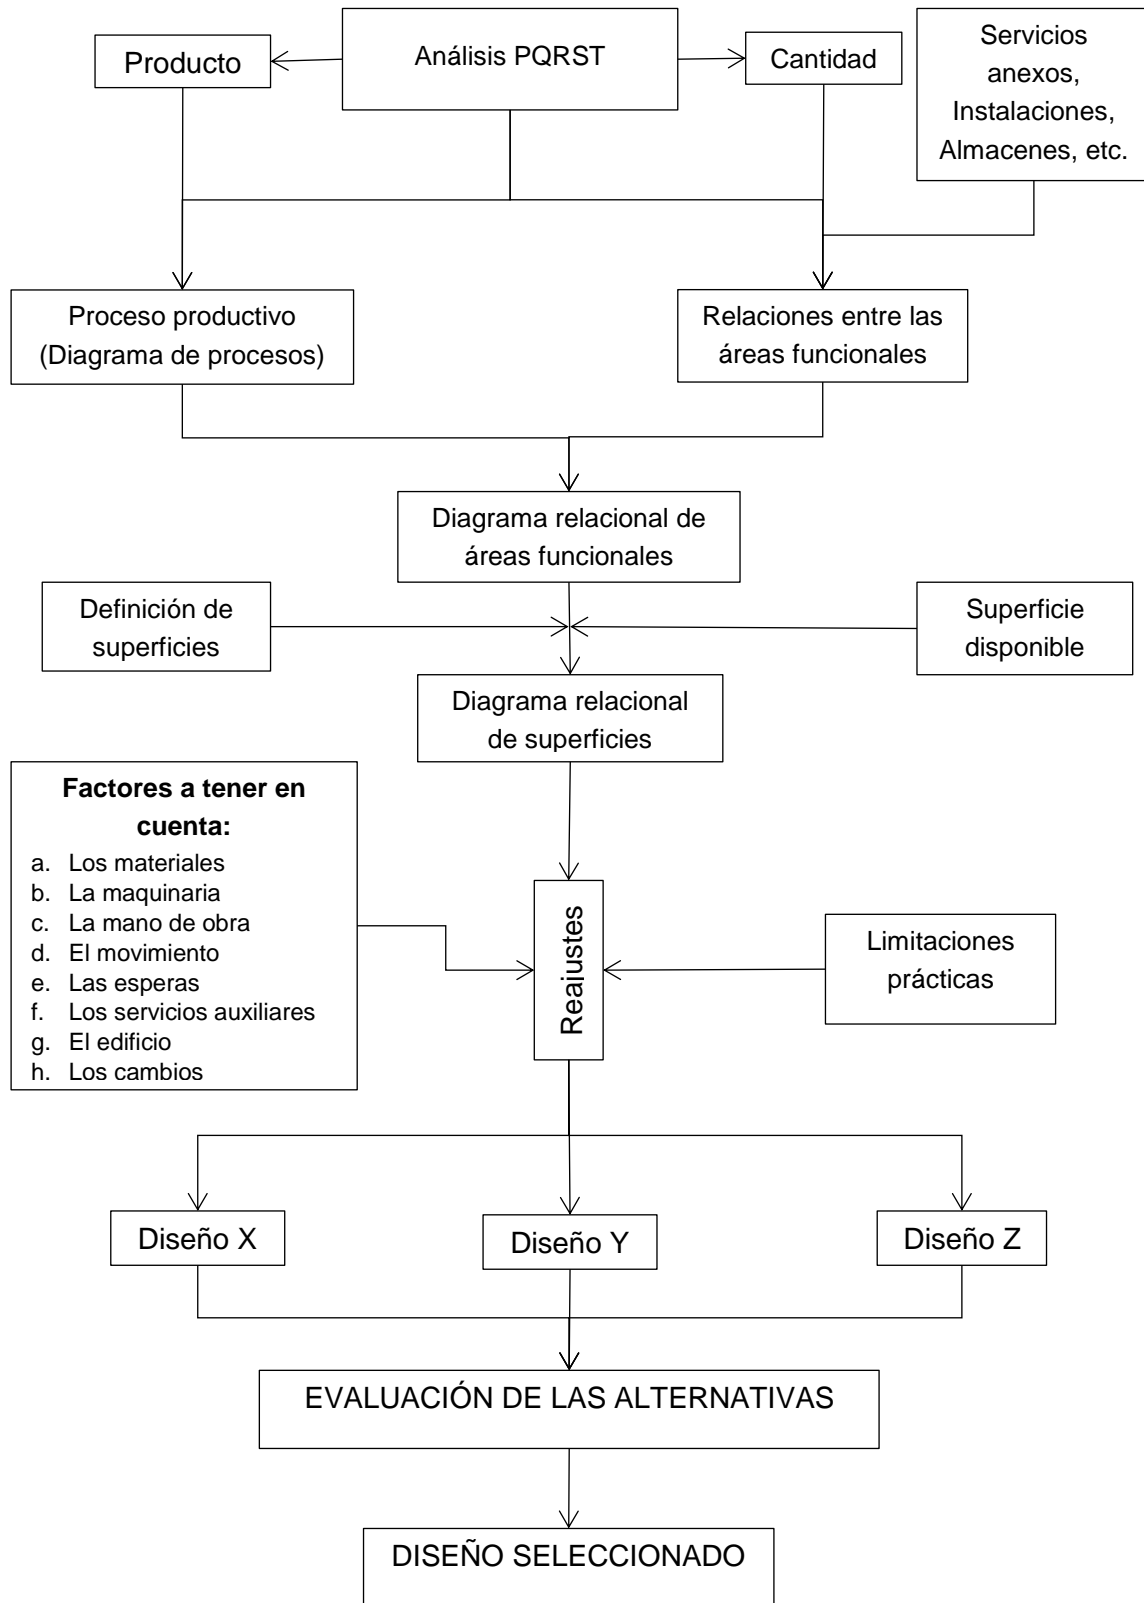 Producto
Análisis PQRST
Cantidad
Servicios
anexos,
Instalaciones,
Almacenes, etc.
Proceso productivo
(Diagrama de procesos)
Relaciones entre las
áreas funcionales
Diagrama relacional de
áreas funcionales
Definición de
superficies
Superficie
disponible
Diagrama relacional
de superficies
Factores a tener en
cuenta:
a. Los materiales
b. La maquinaria
c. La mano de obra
d. El movimiento
e. Las esperas
f. Los servicios auxiliares
g. El edificio
h. Los cambios
Reajustes
Limitaciones
prácticas
Diseño X
Diseño Y
Diseño Z
EVALUACIÓN DE LAS ALTERNATIVAS
DISEÑO SELECCIONADO